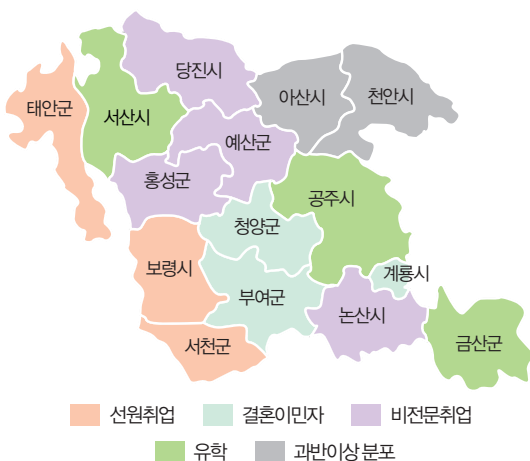 당진시
아산시
천안시
태안군
서산시
예산군
홍성군
공주시
청양군
보령시
계룡시
부여군
논산시
서천군
금산군
선원취업
결혼이민자
비전문취업
유학
과반이상 분포